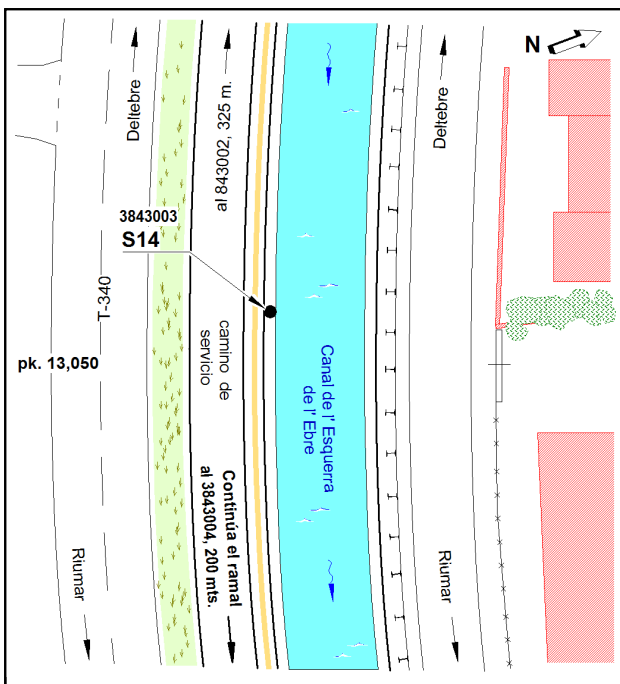 N
Deltebre
al 843002, 325 m.
Deltebre
3843003
S14
T-340
pk. 13,050
camino de
servicio
Canal de l' Esquerra
de l' Ebre
Continúa el ramal
al 3843004, 200 mts.
Riumar
Riumar